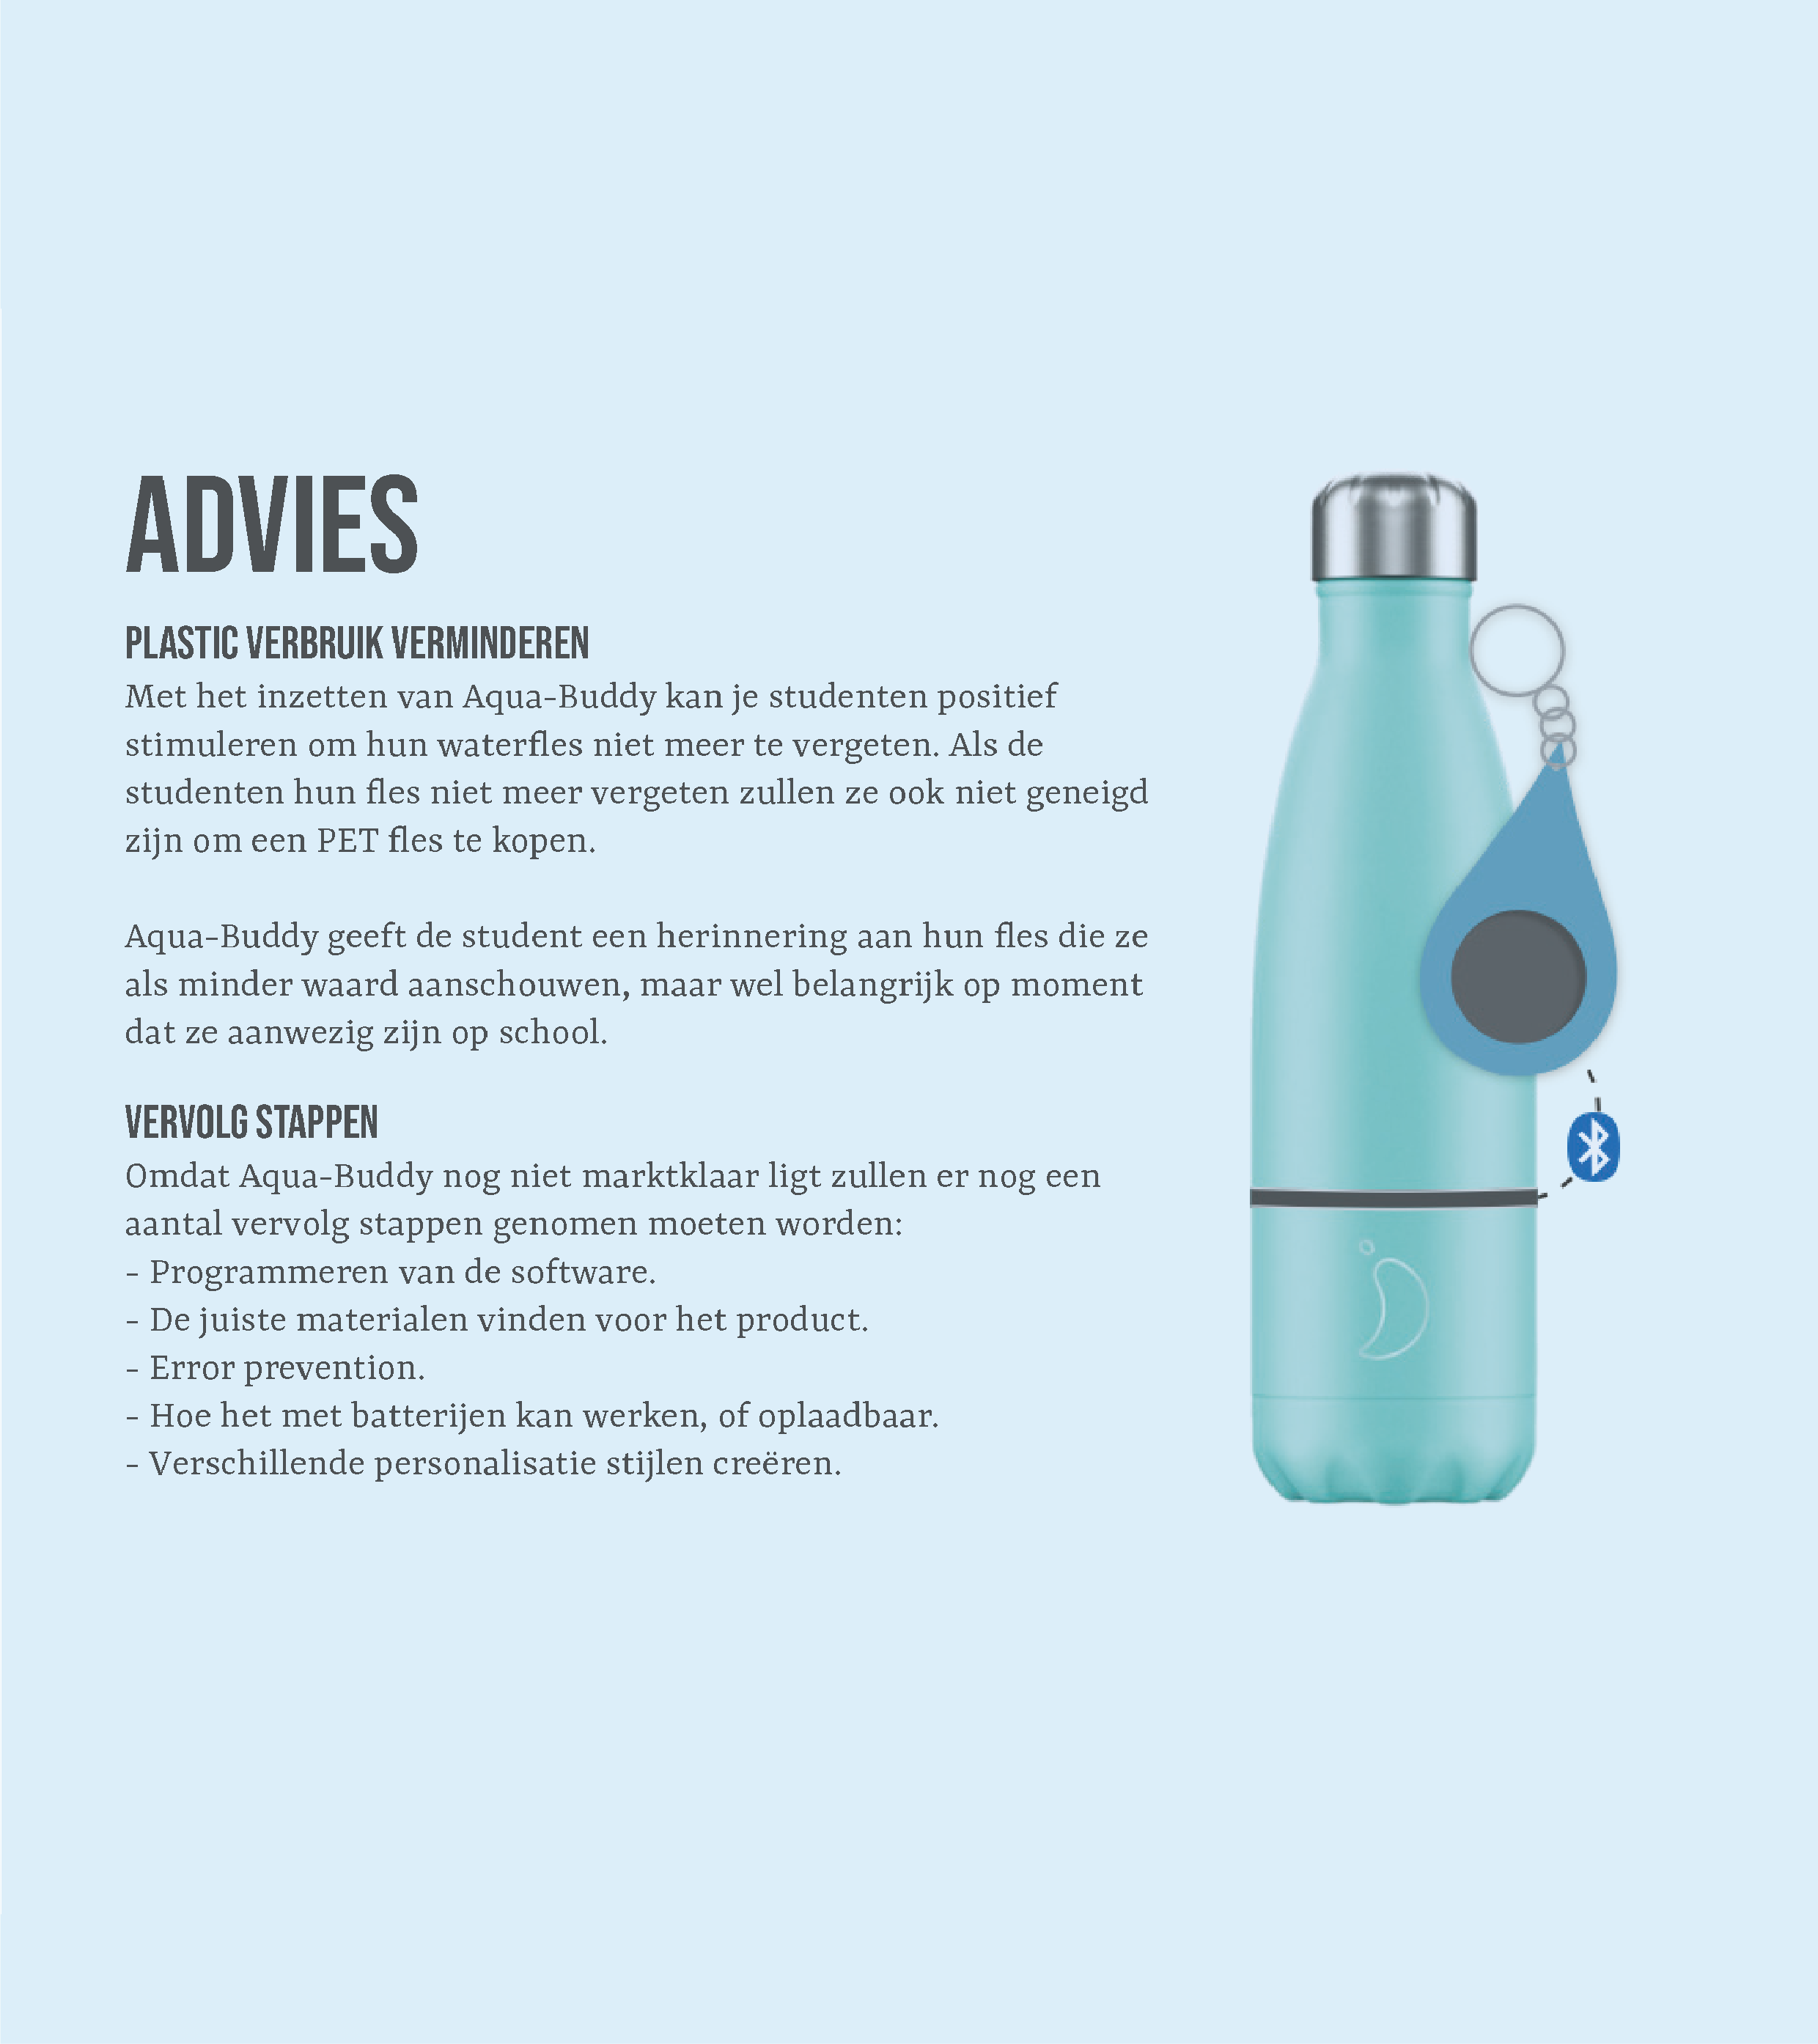 ADVIES
PLASTIC VERBRUIK VERMINDEREN
Met het inzetten van Aqua-Buddy kan je studenten positief
stimuleren om hun waterfles niet meer te vergeten. Als de
studenten hun fles niet meer vergeten zullen ze ook niet geneigd
zijn om een PET fles te kopen.
Aqua-Buddy geeft de student een herinnering aan hun fles die ze
als minder waard aanschouwen, maar wel belangrijk op moment
dat ze aanwezig zijn op school.
VERVOLG STAPPEN
Omdat Aqua-Buddy nog niet marktklaar ligt zullen er nog een
aantal vervolg stappen genomen moeten worden:
- Programmeren van de software.
- De juiste materialen vinden voor het product.
- Error prevention.
- Hoe het met batterijen kan werken, of oplaadbaar.
- Verschillende personalisatie stijlen creëren.